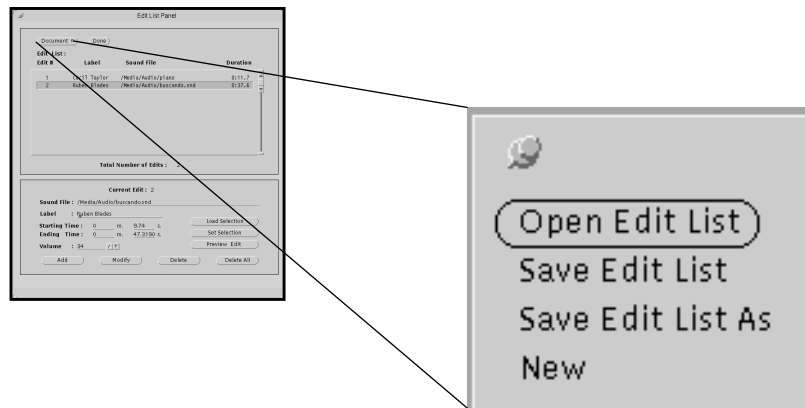 Edit List Panel
Document Done
Edit List:
Edit # Label Sound File Duration
1 Cecil Taylor /Media/Audio/piano 0:11.7
2 Ruben Blades /Media/Audio/buscando.snd 0:37.6
Total Number of Edits: 2
Current Edit: 2
Sound File: /Media/Audio/buscando.snd
Label : Ruben Blades
Load Selection
Starting Time: 0 m. 9.74 s.
Set Selection
Ending Time: 0 m. 47.3190 s.
Preview Edit
Volume : 34
Add Modify Delete Delete All
Open Edit List
Save Edit List
Save Edit List As
New